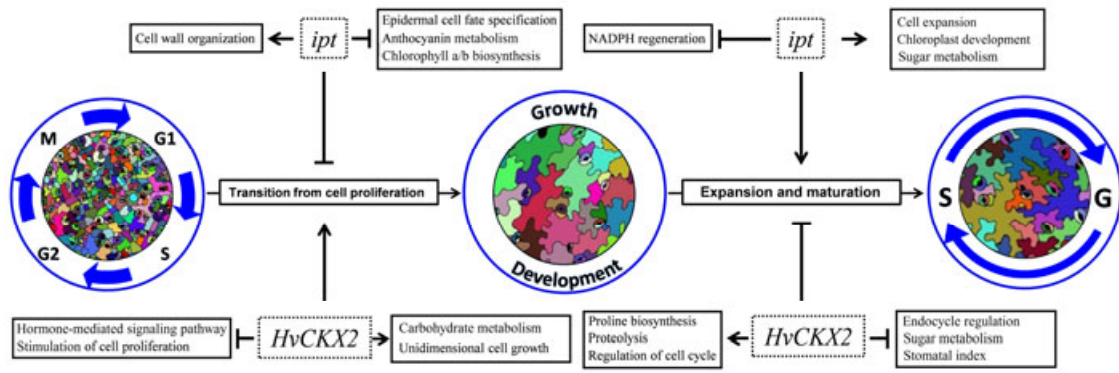 Cell wall organization
ipt
Epidermal cell fate specification
Anthocyanin metabolism
Chlorophyll a/b biosynthesis
NADPH regeneration
ipt
Cell expansion
Chloroplast development
Sugar metabolism
M
G1
G2
S
Transition from cell proliferation
Growth
Development
Expansion and maturation
S
G
Hormone-mediated signaling pathway
Stimulation of cell proliferation
HvCKX2
Carbohydrate metabolism
Unidimensional cell growth
Proline biosynthesis
Proteolysis
Regulation of cell cycle
HvCKX2
Endocycle regulation
Sugar metabolism
Stomatal index